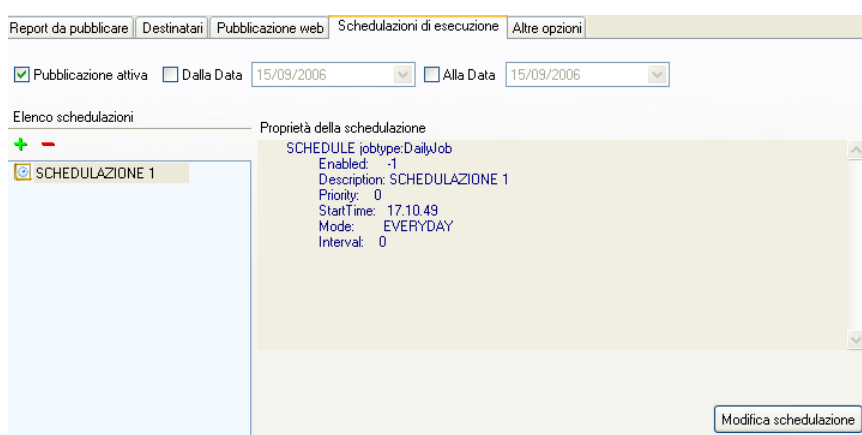 Report da pubblicare Destinatari Pubblicazione web Schedulazioni di esecuzione Altre opzioni
Pubblicazione attiva Dalla Data 15/09/2006 Alla Data 15/09/2006
Elenco schedulazioni
SCHEDULAZIONE 1
Proprietà della schedulazione
SCHEDULE jobtype:DailyJob
Enabled: -1
Description: SCHEDULAZIONE 1
Priority: 0
StartTime: 17.10.49
Mode: EVERYDAY
Interval: 0
Modifica schedulazione